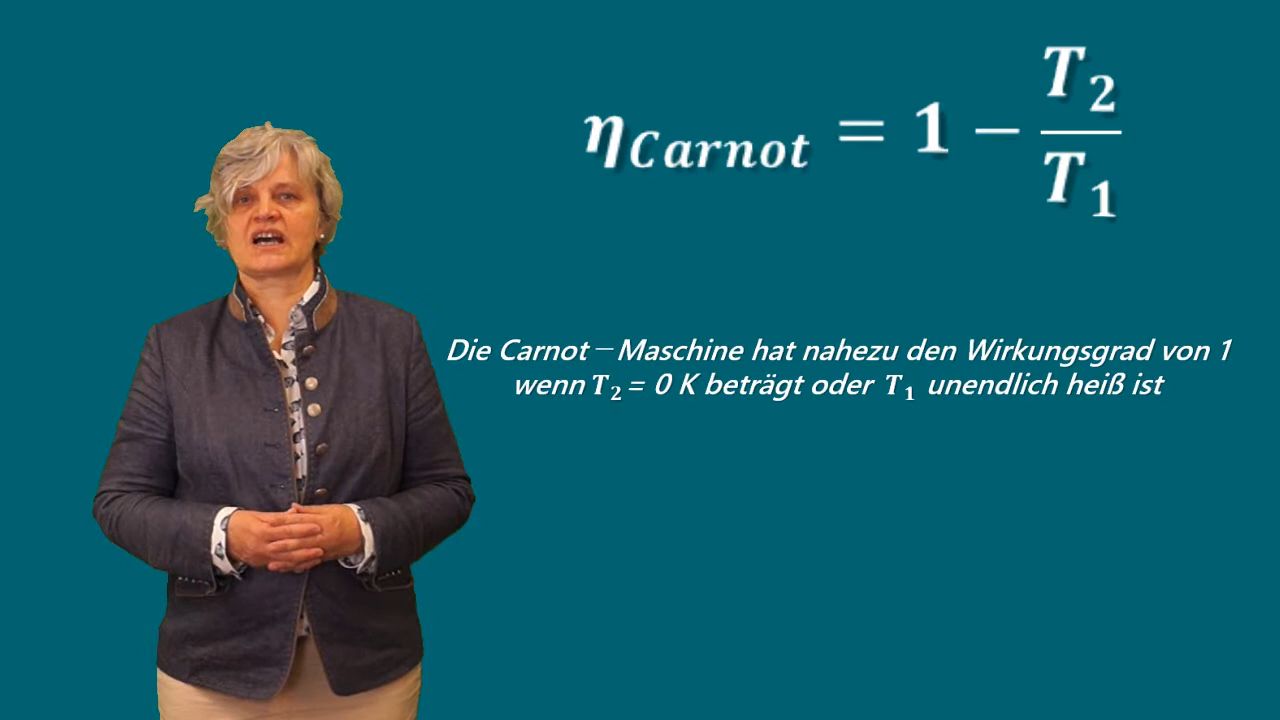 η_Carnot = 1 − T₂/T₁
Die Carnot – Maschine hat nahezu den Wirkungsgrad von 1
wenn T₂ = 0 K beträgt oder T₁ unendlich heiß ist